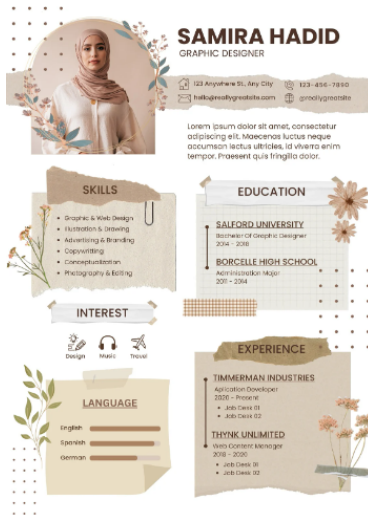 SAMIRA HADID
GRAPHIC DESIGNER
123 Anywhere St., Any City
123-456-7890
hello@reallygreatsite.com
@reallygreatsite
Lorem ipsum dolor sit amet, consectetur
adipiscing elit. Maecenas luctus neque
accumsan lectus ultricies, id viverra enim
tempor. Praesent quis fringilla dolor.
SKILLS
Graphic & Web Design
Illustration & Drawing
Advertising & Branding
Copywriting
Conceptualization
Photography & Editing
INTEREST
Design
Music
Travel
LANGUAGE
English
Spanish
German
EDUCATION
SALFORD UNIVERSITY
Bachelor Of Graphic Designer
2014 - 2018
BORCELLE HIGH SCHOOL
Administration Major
2011 - 2014
EXPERIENCE
TIMMERMAN INDUSTRIES
Aplication Developer
2020 - Present
Job Desk 01
Job Desk 02
THYNK UNLIMITED
Web Content Manager
2018 - 2020
Job Desk 01
Job Desk 02